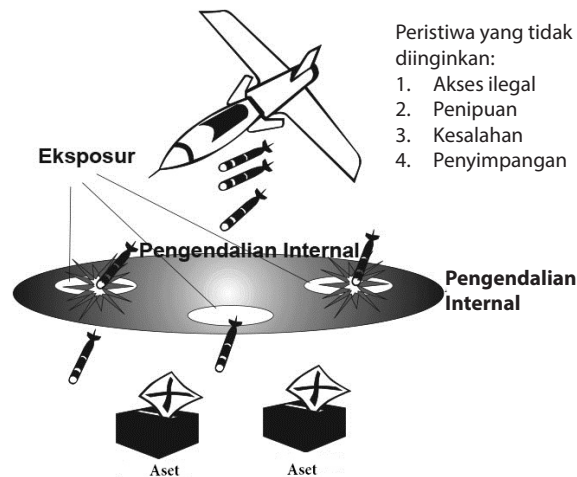 Peristiwa yang tidak
diinginkan:
1. Akses ilegal
2. Penipuan
3. Kesalahan
4. Penyimpangan
Eksposur
Pengendalian Internal
Pengendalian
Internal
Aset
Aset